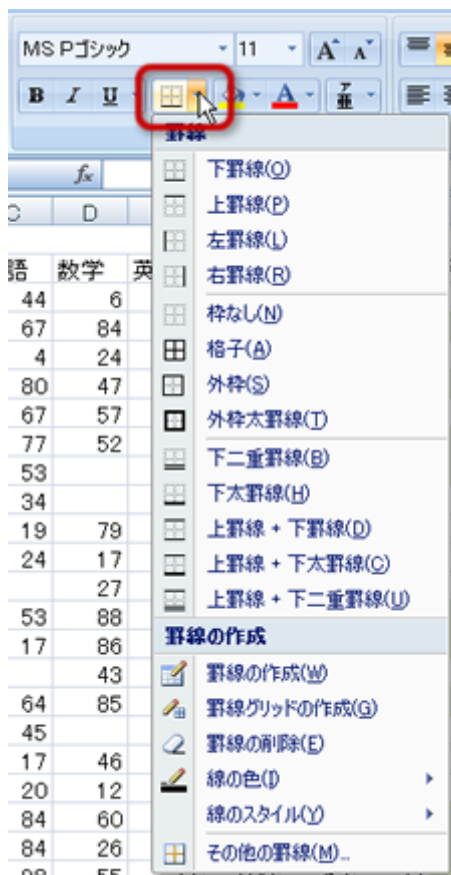 MS Pゴシック 11 A A
B I U A ア亜
罫線
fx
C D
語 数学 英
下罫線(O)
上罫線(P)
左罫線(L)
右罫線(R)
枠なし(N)
格子(A)
外枠(S)
外枠太罫線(T)
下二重罫線(B)
下太罫線(H)
上罫線 + 下罫線(D)
上罫線 + 下太罫線(C)
上罫線 + 下二重罫線(U)
罫線の作成
罫線の作成(W)
罫線グリッドの作成(G)
罫線の削除(E)
線の色(I)
線のスタイル(Y)
その他の罫線(M)...
44 6
67 84
4 24
80 47
67 57
77 52
53
34
19 79
24 17
27
53 88
17 86
43
64 85
45
17 46
20 12
84 60
84 26
98 55